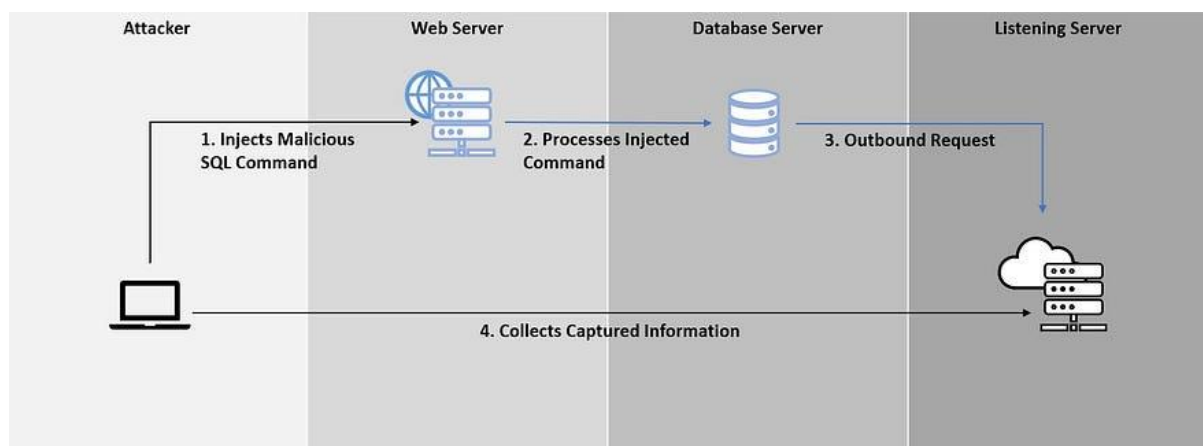 Attacker
Web Server
Database Server
Listening Server
1. Injects Malicious
SQL Command
2. Processes Injected
Command
3. Outbound Request
4. Collects Captured Information